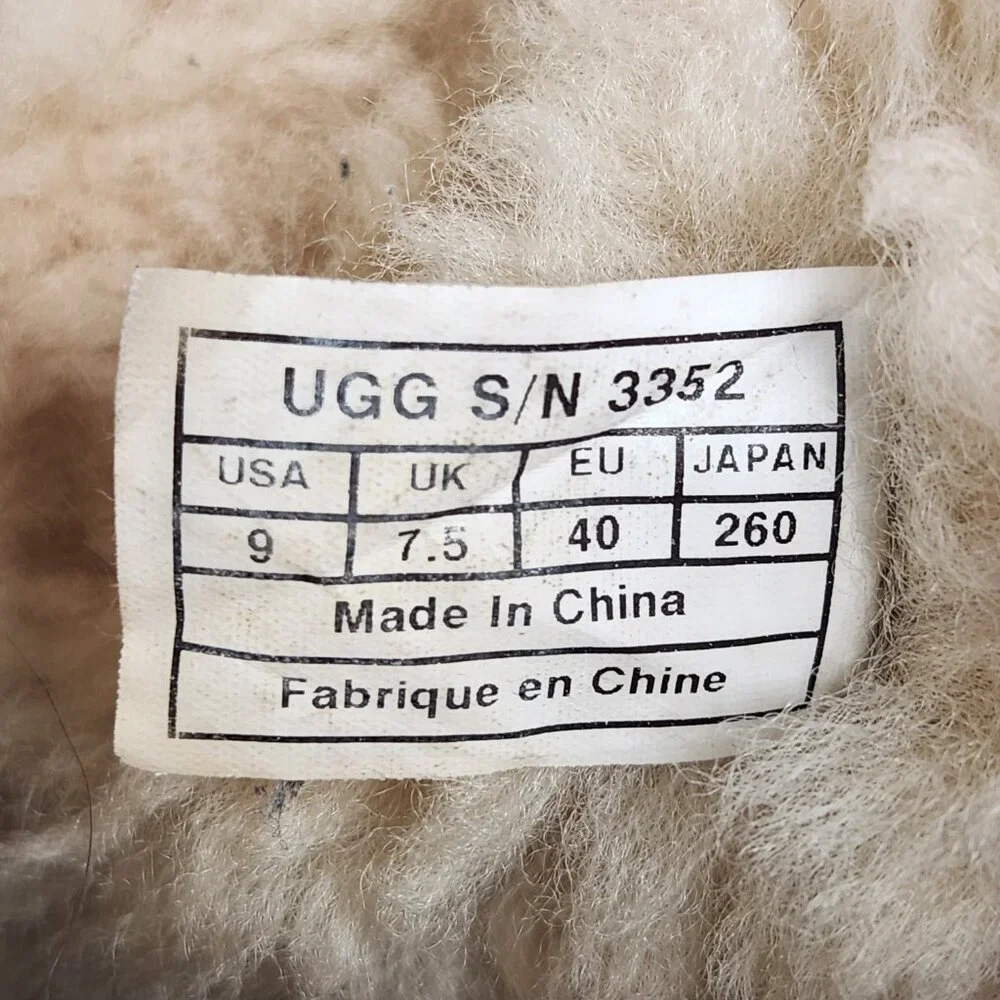 UGG S/N 3352
USA UK EU JAPAN
9 7.5 40 260
Made In China
Fabrique en Chine